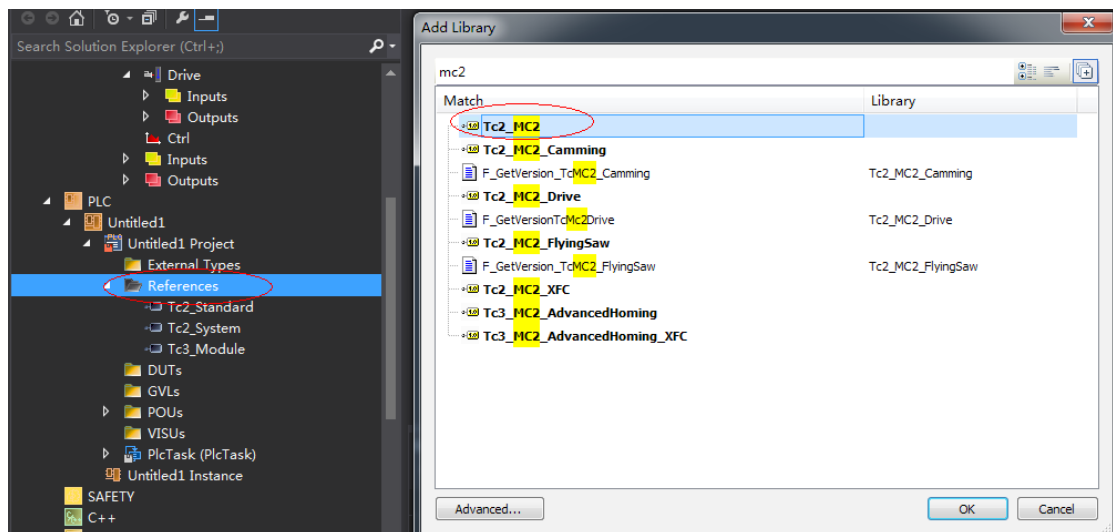 Search Solution Explorer (Ctrl+;)
Drive
Inputs
Outputs
Ctrl
Inputs
Outputs
PLC
Untitled1
Untitled1 Project
External Types
References
Tc2_Standard
Tc2_System
Tc3_Module
DUTs
GVLs
POUs
VISUs
PlcTask (PlcTask)
Untitled1 Instance
SAFETY
C++
Add Library
mc2
Match Library
Tc2_MC2
Tc2_MC2_Camming
F_GetVersion_TcMC2_Camming Tc2_MC2_Camming
Tc2_MC2_Drive
F_GetVersionTcMc2Drive Tc2_MC2_Drive
Tc2_MC2_FlyingSaw
F_GetVersion_TcMC2_FlyingSaw Tc2_MC2_FlyingSaw
Tc2_MC2_XFC
Tc3_MC2_AdvancedHoming
Tc3_MC2_AdvancedHoming_XFC
Advanced... OK Cancel